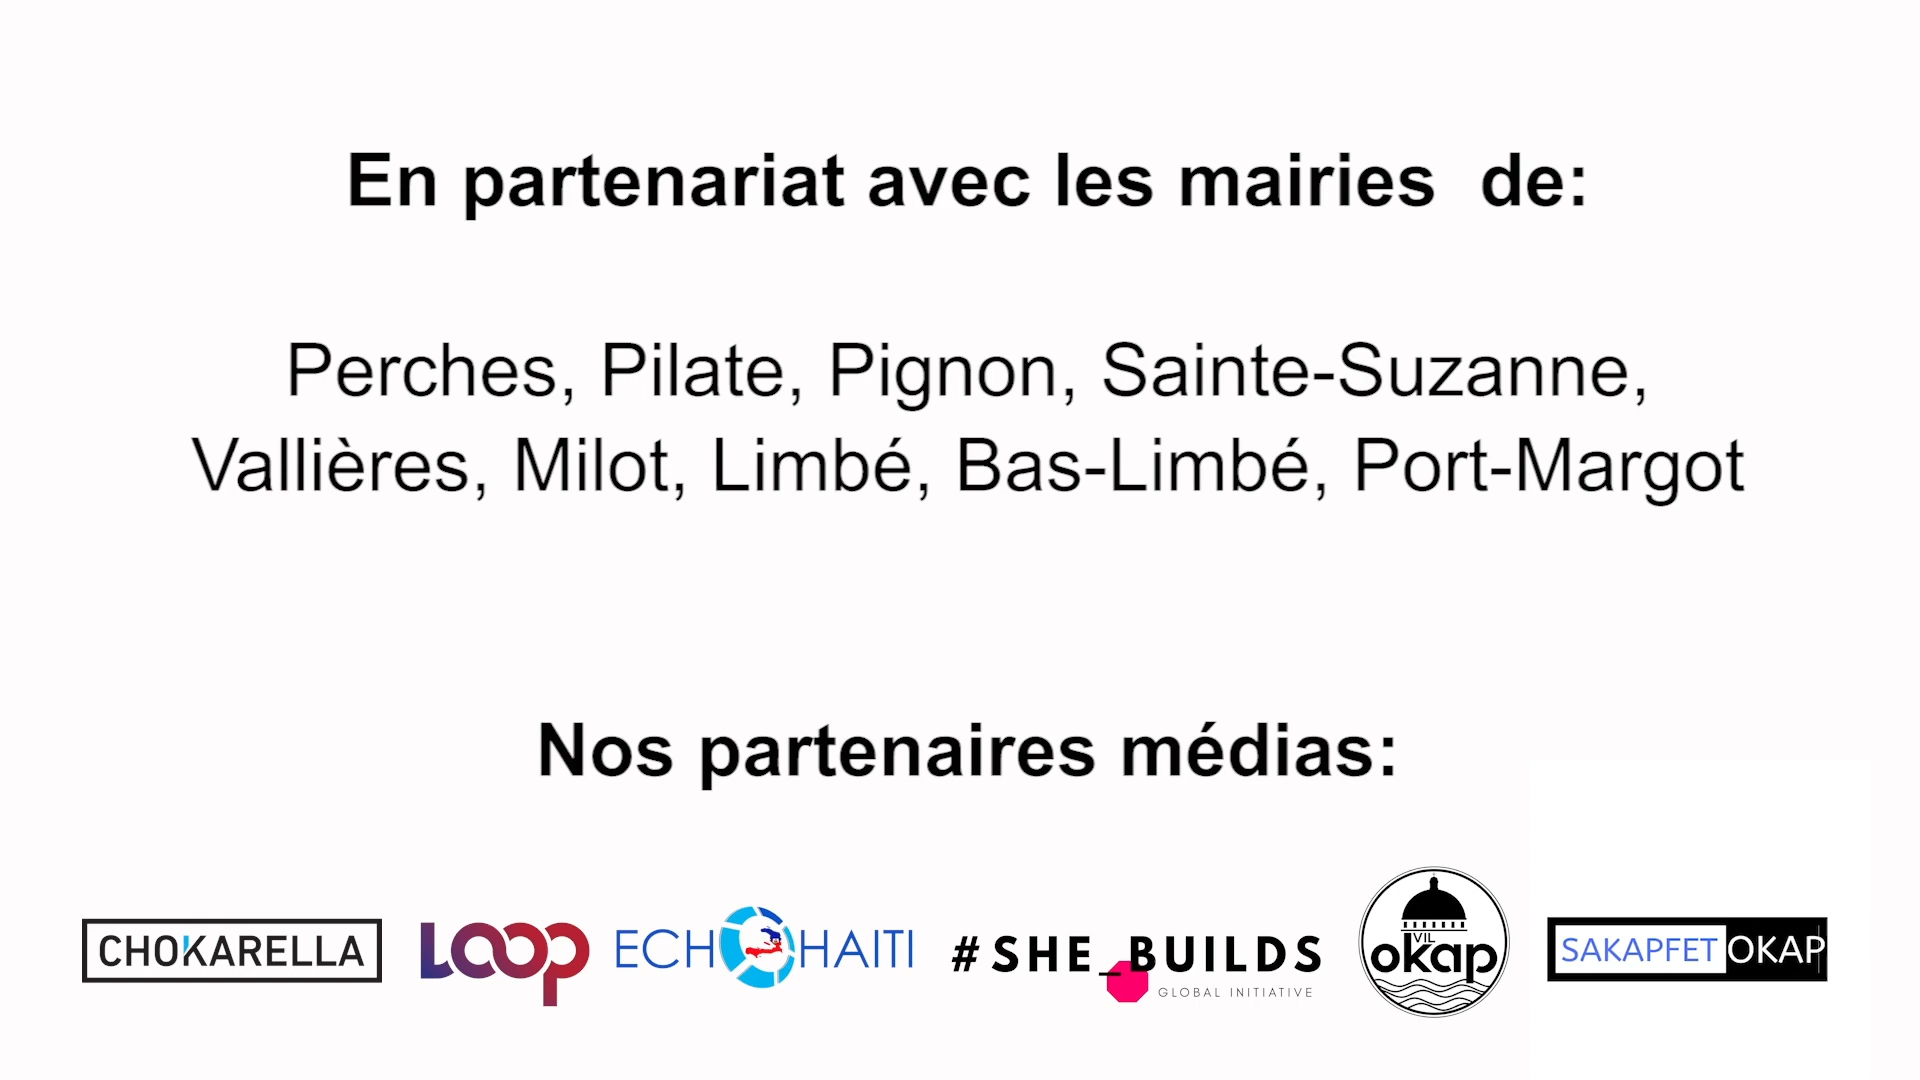 En partenariat avec les mairies  de:
Perches, Pilate, Pignon, Sainte-Suzanne,
Vallières, Milot, Limbé, Bas-Limbé, Port-Margot
Nos partenaires médias:
CHOKARELLA
LOOP
ECHO HAITI
#SHE_BUILDS
GLOBAL INITIATIVE
VIL
okap
SAKAPFET OKAP